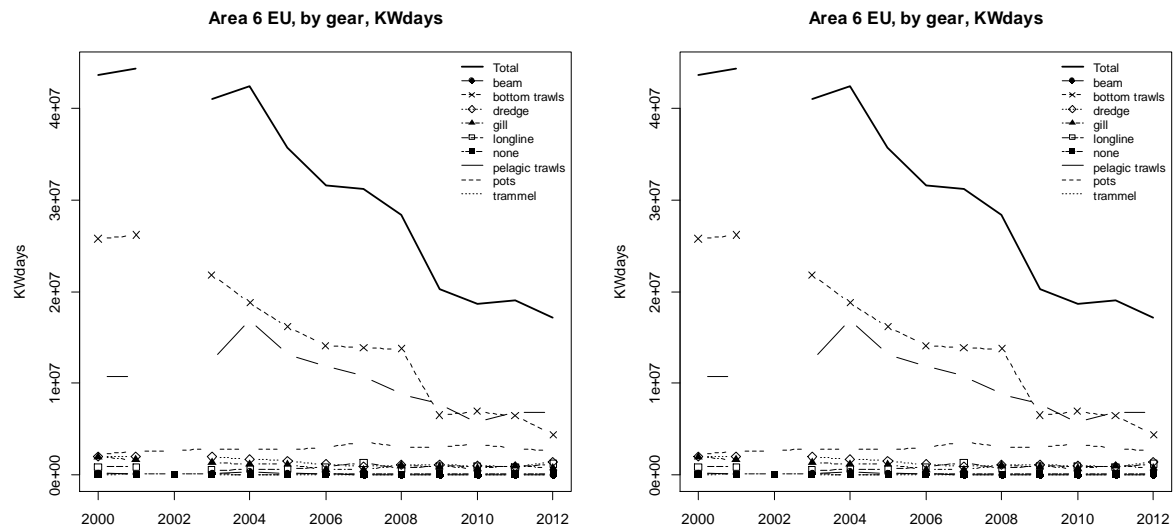 Area 6 EU, by gear, KWdays
KWdays
4e+07
3e+07
2e+07
1e+07
0e+00
Total
beam
bottom trawls
dredge
gill
longline
none
pelagic trawls
pots
trammel
2000 2002 2004 2006 2008 2010 2012
Area 6 EU, by gear, KWdays
KWdays
4e+07
3e+07
2e+07
1e+07
0e+00
Total
beam
bottom trawls
dredge
gill
longline
none
pelagic trawls
pots
trammel
2000 2002 2004 2006 2008 2010 2012